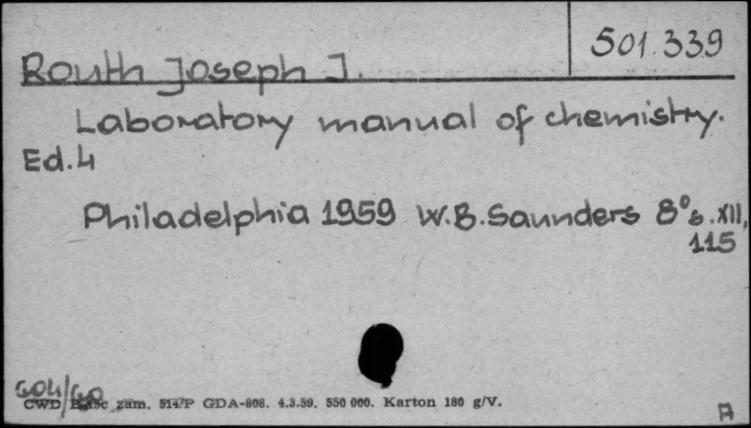 501.339
Routh Joseph J.
Laboratory manual of chemistry.
Ed. 4
Philadelphia 1959 W.B. Saunders 8° s. XII,
115
604/60
CWD zam. 514/P GDA-808. 4.3.59. 550 000. Karton 180 g/V.
A